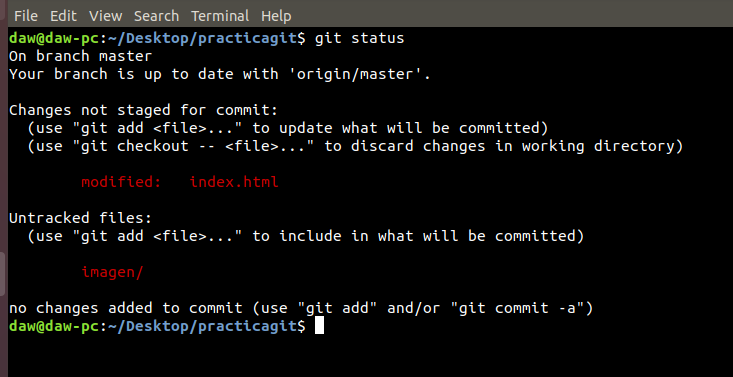 File Edit View Search Terminal Help
daw@daw-pc:~/Desktop/practicagit$ git status
On branch master
Your branch is up to date with 'origin/master'.
Changes not staged for commit:
(use "git add <file>..." to update what will be committed)
(use "git checkout -- <file>..." to discard changes in working directory)
modified: index.html
Untracked files:
(use "git add <file>..." to include in what will be committed)
imagen/
no changes added to commit (use "git add" and/or "git commit -a")
daw@daw-pc:~/Desktop/practicagit$